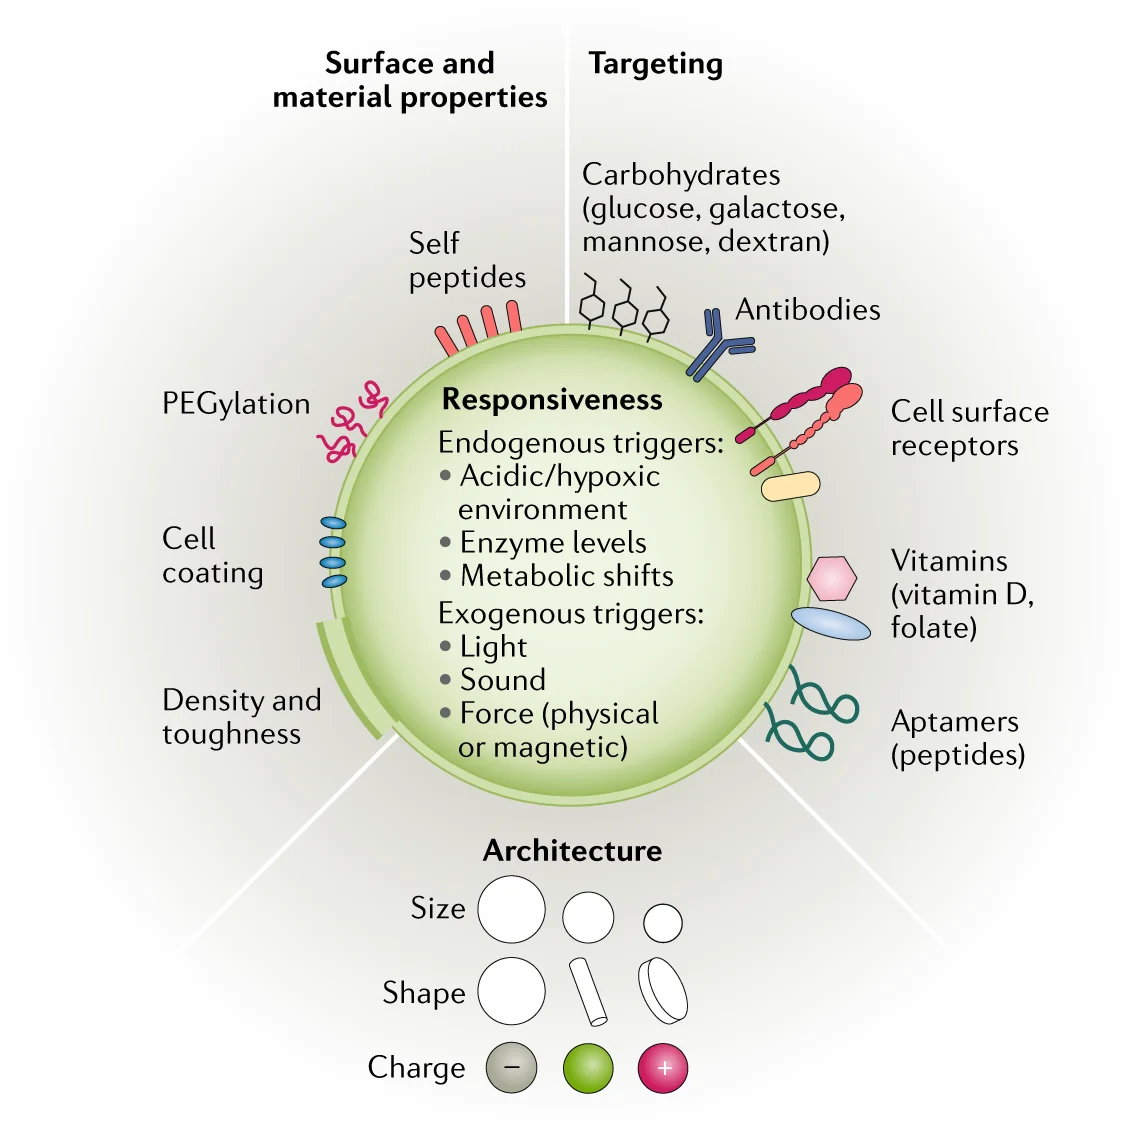 Surface and
material properties
Targeting
Carbohydrates
(glucose, galactose,
mannose, dextran)
Self
peptides
Antibodies
PEGylation
Cell surface
receptors
Responsiveness
Endogenous triggers:
• Acidic/hypoxic
environment
• Enzyme levels
• Metabolic shifts
Exogenous triggers:
• Light
• Sound
• Force (physical
or magnetic)
Cell
coating
Vitamins
(vitamin D,
folate)
Density and
toughness
Aptamers
(peptides)
Architecture
Size
Shape
Charge
− +